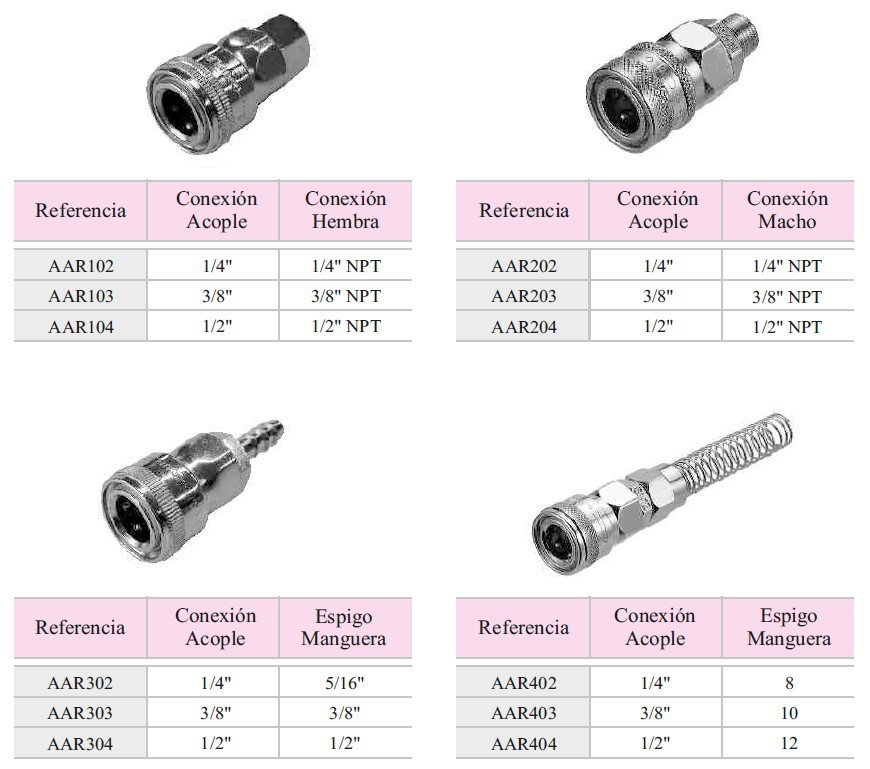 Referencia Conexión Acople Conexión Hembra
AAR102 1/4" 1/4" NPT
AAR103 3/8" 3/8" NPT
AAR104 1/2" 1/2" NPT
Referencia Conexión Acople Conexión Macho
AAR202 1/4" 1/4" NPT
AAR203 3/8" 3/8" NPT
AAR204 1/2" 1/2" NPT
Referencia Conexión Acople Espigo Manguera
AAR302 1/4" 5/16"
AAR303 3/8" 3/8"
AAR304 1/2" 1/2"
Referencia Conexión Acople Espigo Manguera
AAR402 1/4" 8
AAR403 3/8" 10
AAR404 1/2" 12